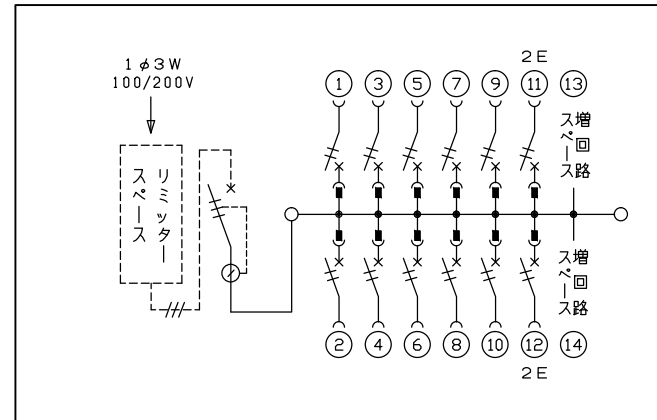 2E
1φ3W
100/200V
① ③ ⑤ ⑦ ⑨ ⑪ ⑬
増回路
スペース
リミッター
スペース
増回路
スペース
② ④ ⑥ ⑧ ⑩ ⑫ ⑭
2E